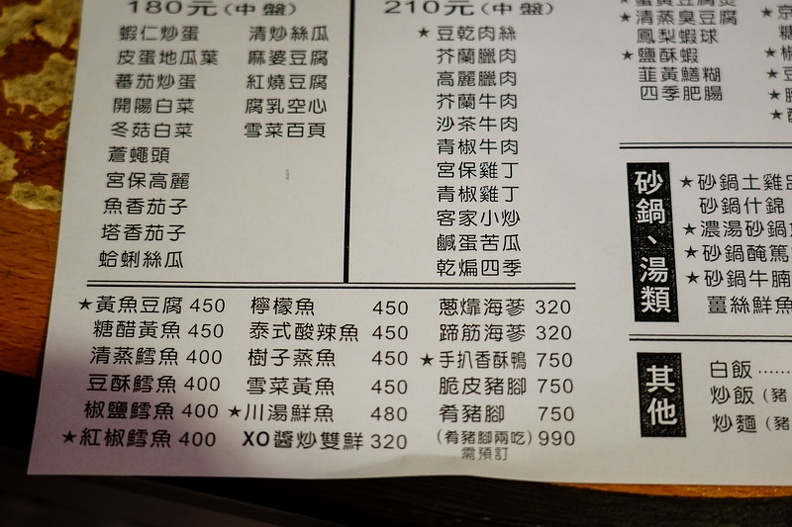 180元(中盤)
蝦仁炒蛋 清炒絲瓜
皮蛋地瓜葉 麻婆豆腐
蕃茄炒蛋 紅燒豆腐
開陽白菜 腐乳空心
冬菇白菜 雪菜百頁
蒼蠅頭
宮保高麗
魚香茄子
塔香茄子
蛤蜊絲瓜
210元(中盤)
★豆乾肉絲
芥蘭臘肉
高麗臘肉
芥蘭牛肉
沙茶牛肉
青椒牛肉
宮保雞丁
青椒雞丁
客家小炒
鹹蛋苦瓜
乾煸四季
★清蒸臭豆腐
鳳梨蝦球
★鹽酥蝦
韮黃鱔糊
四季肥腸
★黃魚豆腐 450 檸檬魚 450 蔥㸆海蔘 320
糖醋黃魚 450 泰式酸辣魚 450 蹄筋海蔘 320
清蒸鱈魚 400 樹子蒸魚 450 ★手扒香酥鴨 750
豆酥鱈魚 400 雪菜黃魚 450 脆皮豬腳 750
椒鹽鱈魚 400 ★川湯鮮魚 480 肴豬腳 750
★紅椒鱈魚 400 XO醬炒雙鮮 320 (肴豬腳兩吃) 990
需預訂
砂鍋、湯類
★砂鍋土雞
砂鍋什錦
★濃湯砂鍋
★砂鍋醃篤
★砂鍋牛腩
薑絲鮮魚
其他
白飯……
炒飯(豬
炒麵(豬